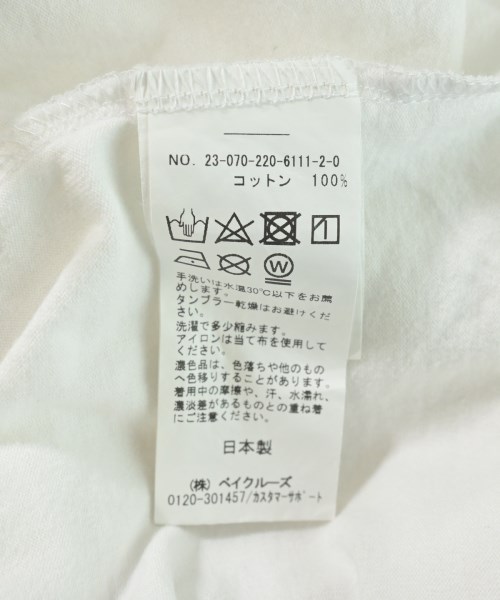 NO. 23-070-220-6111-2-0
コットン 100%
W
手洗いは水温30℃以下をお薦
めします。
タンブラー乾燥はお避けくだ
さい。
洗濯で多少縮みます。
アイロンは当て布を使用して
ください。
濃色品は、色落ちや他のもの
へ色移りすることがあります。
着用中の摩擦や、汗、水濡れ、
濃淡差があるものとの重ね着
にご注意ください。
日本製
(株) ベイクルーズ
0120-301457/カスタマーサポート